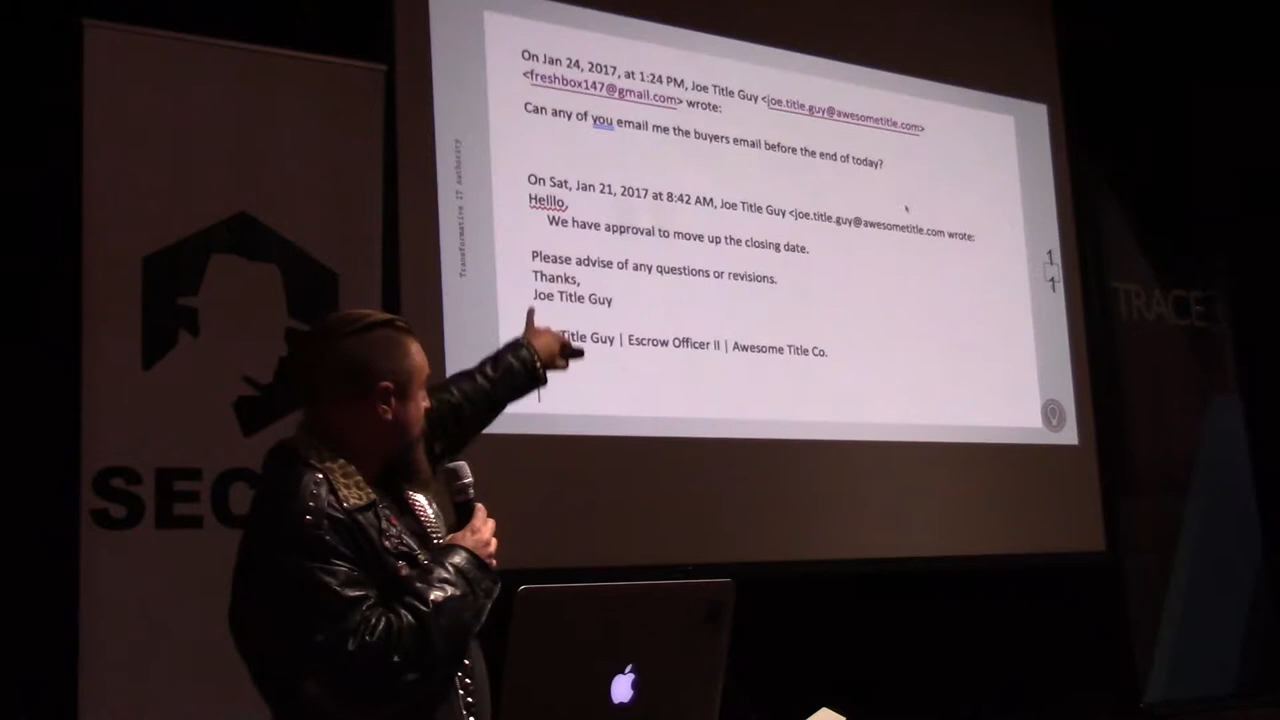 On Jan 24, 2017, at 1:24 PM, Joe Title Guy <joe.title.guy@awesometitle.com>
<freshbox147@gmail.com> wrote:
Can any of you email me the buyers email before the end of today?
On Sat, Jan 21, 2017 at 8:42 AM, Joe Title Guy <joe.title.guy@awesometitle.com wrote:
Helllo,
We have approval to move up the closing date.
Please advise of any questions or revisions.
Thanks,
Joe Title Guy
Title Guy | Escrow Officer II | Awesome Title Co.
Transformative IT Authority
1
1
SEC
TRACE3